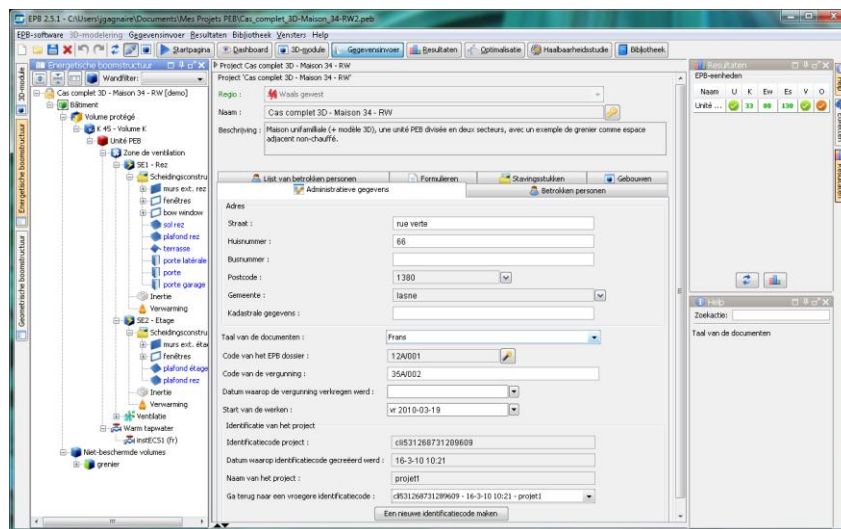 EPB 2.5.1 - C:\Users\jgagnaire\Documents\Mes Projets PEB\Cas_complet_3D-Maison_34-RW2.peb
EPB-software 3D-modelering Gegevensinvoer Resultaten Bibliotheek Vensters Help
Startpagina Dashboard 3D-module Gegevensinvoer Resultaten Optimalisatie Haalbaarheidsstudie Bibliotheek
3D-module
Energetische boomstructuur
Geometrische boomstructuur
Energetische boomstructuur
Wandfilter:
Cas complet 3D - Maison 34 - RW [demo]
Bâtiment
Volume protégé
K 45 - Volume K
Unité PEB
Zone de ventilation
SE1 - Rez
Scheidingsconstru
murs ext. rez
fenêtres
bow window
sol rez
plafond rez
terrasse
porte latérale
porte
porte garage
Inertie
Verwarming
SE2 - Etage
Scheidingsconstru
murs ext. étag
fenêtres
plafond étage
plafond rez
Inertie
Verwarming
Ventilatie
Warm tapwater
instECS1 (fr)
Niet-beschermde volumes
grenier
Project Cas complet 3D - Maison 34 - RW
Project 'Cas complet 3D - Maison 34 - RW'
Regio : Waals gewest
Naam : Cas complet 3D - Maison 34 - RW
Beschrijving : Maison unifamiliale (+ modèle 3D), une unité PEB divisée en deux secteurs, avec un exemple de grenier comme espace
adjacent non-chauffé.
Lijst van betrokken personen Formulieren Stavingsstukken Gebouwen
Administratieve gegevens Betrokken personen
Adres
Straat : rue verte
Huisnummer : 66
Busnummer :
Postcode : 1380
Gemeente : lasne
Kadastrale gegevens :
Taal van de documenten : Frans
Code van het EPB dossier : 12A/001
Code van de vergunning : 35A/002
Datum waarop de vergunning verkregen werd :
Start van de werken : vr 2010-03-19
Identificatie van het project
Identificatiecode project : cli531268731289609
Datum waarop identificatiecode gecreëerd werd : 16-3-10 10:21
Naam van het project : projet1
Ga terug naar een vroegere identificatiecode : cli531268731289609 - 16-3-10 10:21 - projet1
Een nieuwe identificatiecode maken
Resultaten
EPB-eenheden
Naam U K Ew Es V O
Unité ... 33 80 130
Help
Zoekactie:
Taal van de documenten
Help